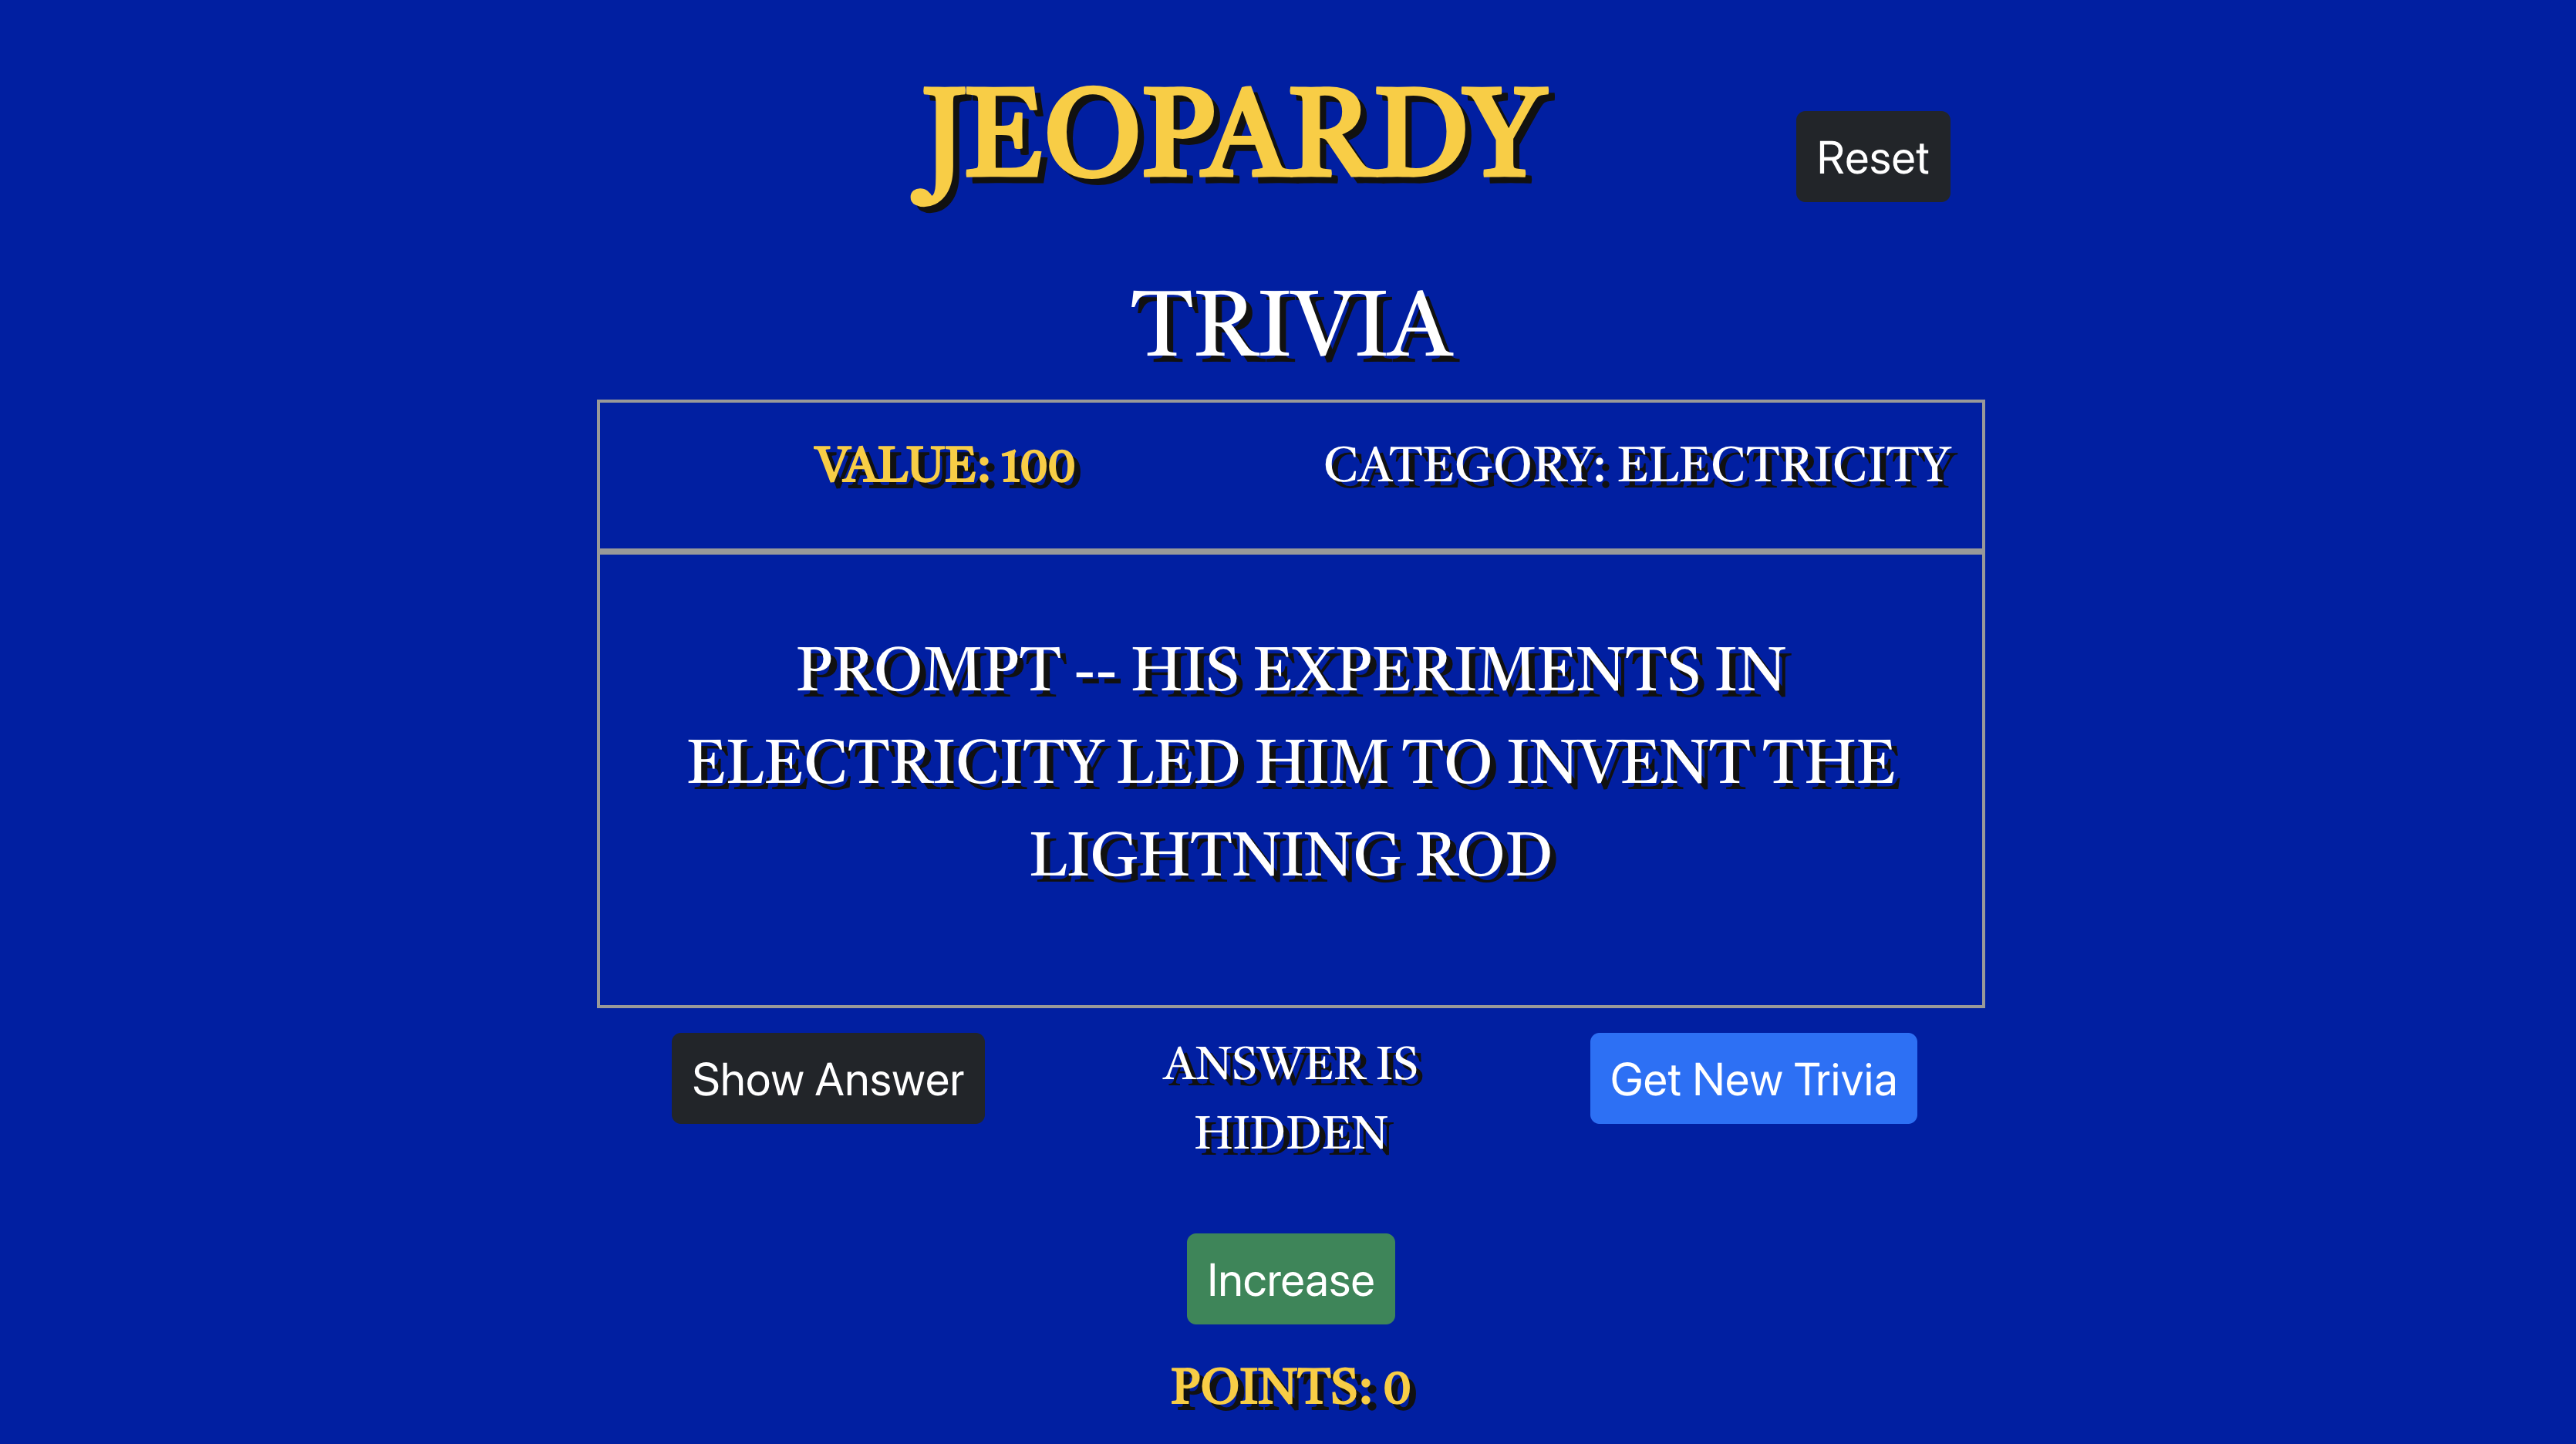 JEOPARDY
Reset
TRIVIA
VALUE: 100
CATEGORY: ELECTRICITY
PROMPT -- HIS EXPERIMENTS IN
ELECTRICITY LED HIM TO INVENT THE
LIGHTNING ROD
Show Answer
ANSWER IS
HIDDEN
Get New Trivia
Increase
POINTS: 0